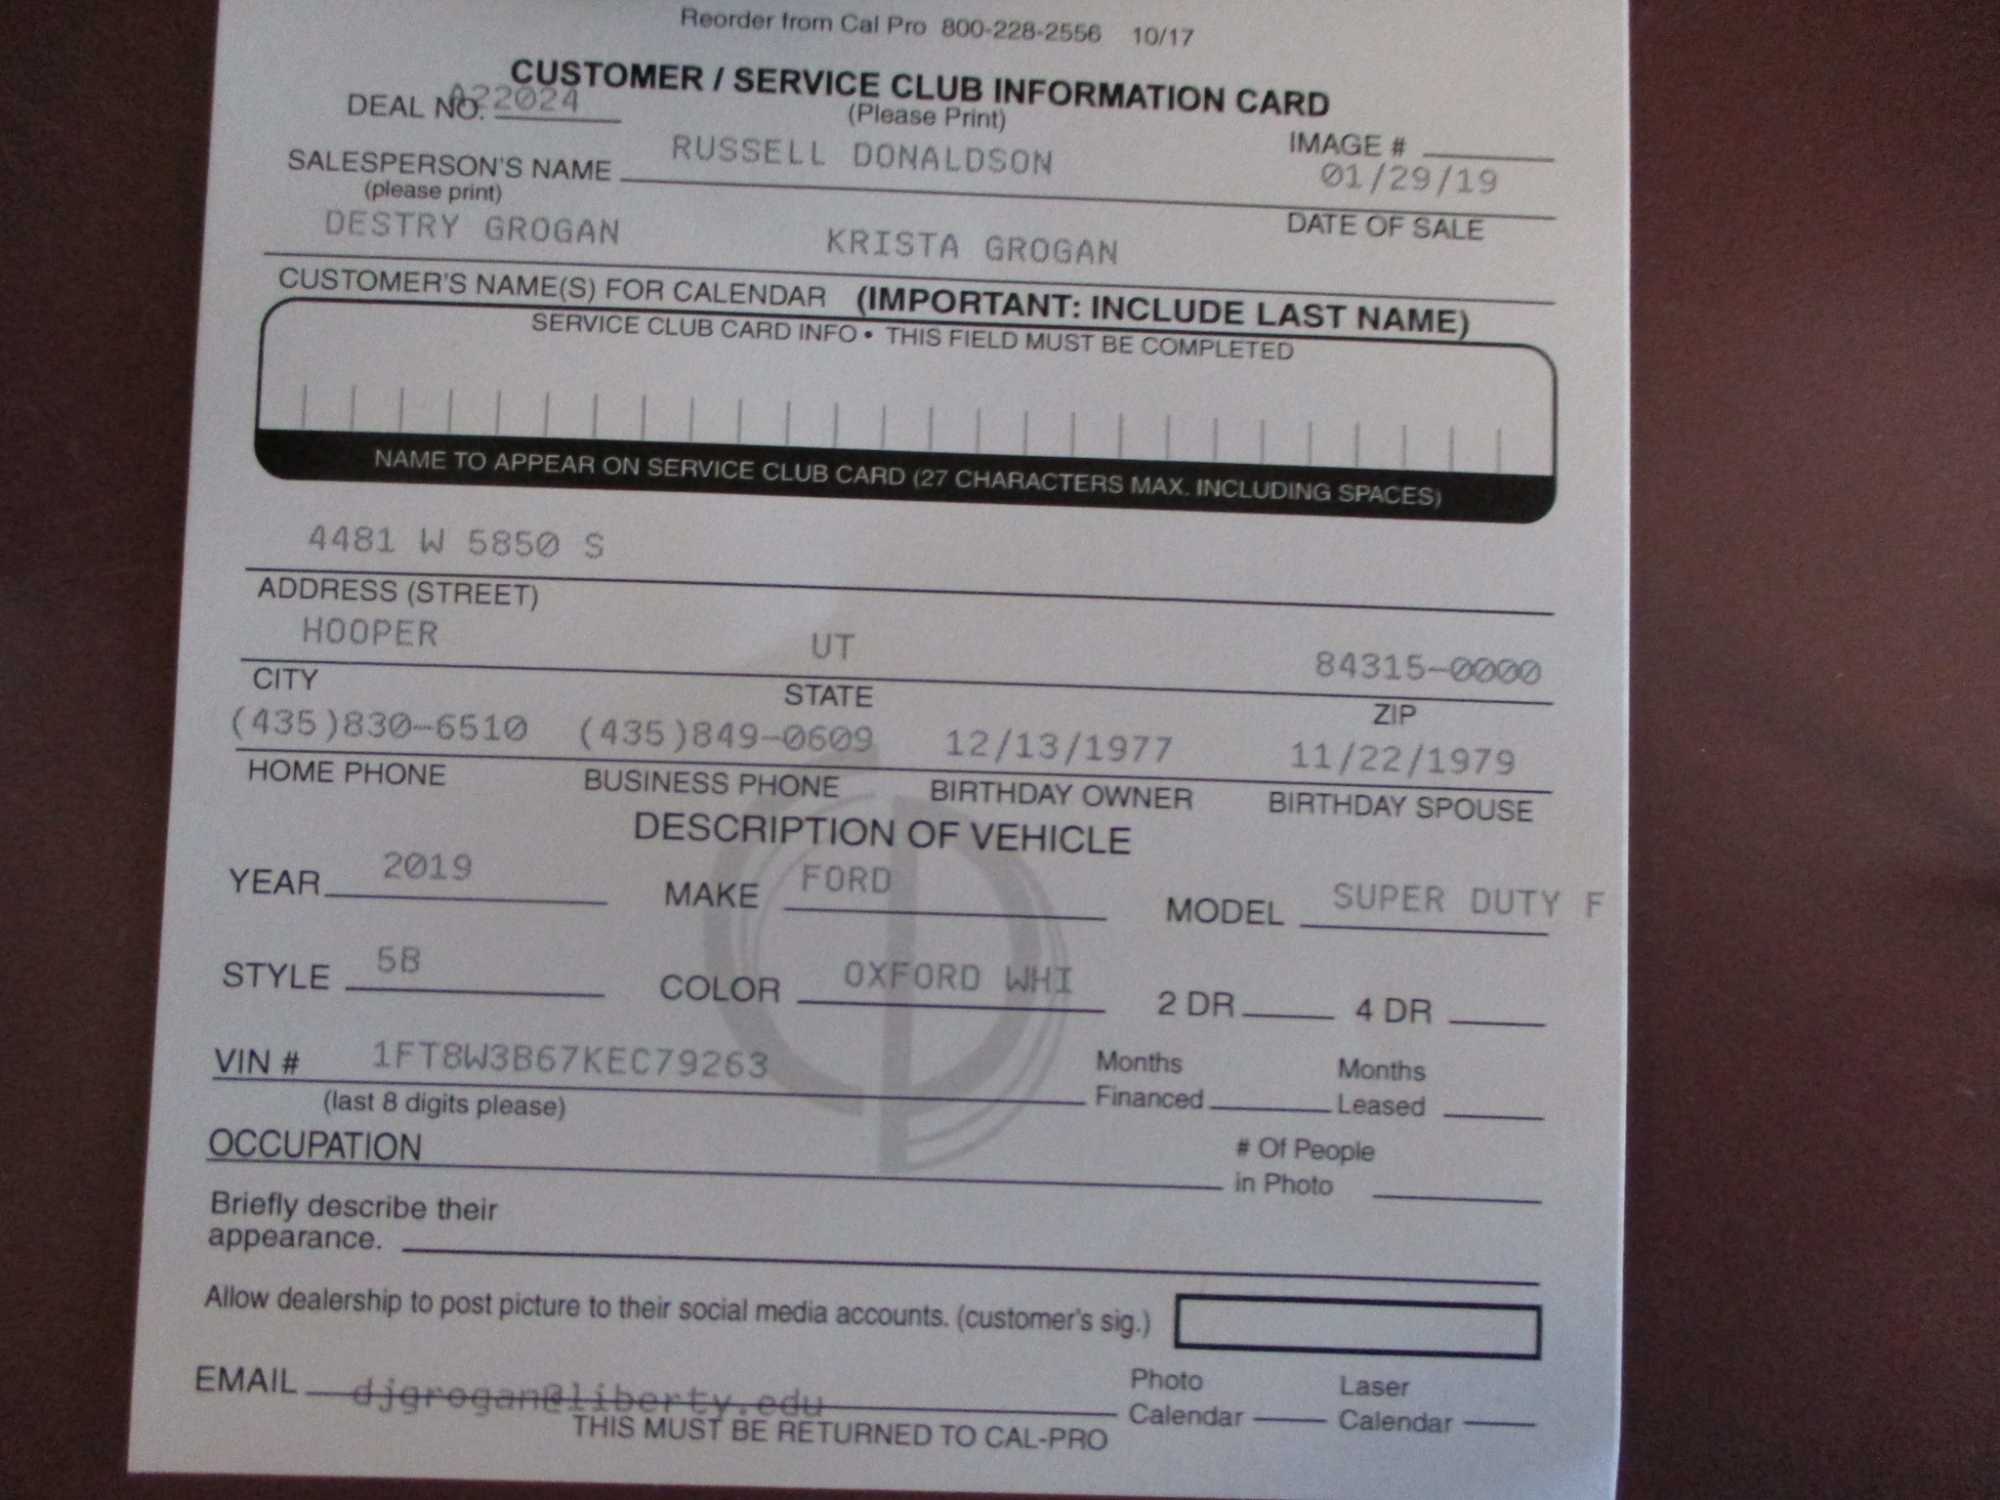 Reorder from Cal Pro 800-228-2556 10/17
CUSTOMER / SERVICE CLUB INFORMATION CARD
DEAL NO. A22024
(Please Print)
IMAGE #
SALESPERSON'S NAME RUSSELL DONALDSON 01/29/19
(please print)
DATE OF SALE
DESTRY GROGAN KRISTA GROGAN
CUSTOMER'S NAME(S) FOR CALENDAR (IMPORTANT: INCLUDE LAST NAME)
SERVICE CLUB CARD INFO • THIS FIELD MUST BE COMPLETED
NAME TO APPEAR ON SERVICE CLUB CARD (27 CHARACTERS MAX. INCLUDING SPACES)
4481 W 5850 S
ADDRESS (STREET)
HOOPER UT 84315-0000
CITY STATE ZIP
(435)830-6510 (435)849-0609 12/13/1977 11/22/1979
HOME PHONE BUSINESS PHONE BIRTHDAY OWNER BIRTHDAY SPOUSE
DESCRIPTION OF VEHICLE
YEAR 2019 MAKE FORD MODEL SUPER DUTY F
STYLE 5B COLOR OXFORD WHI 2 DR 4 DR
VIN # 1FT8W3B67KEC79263 Months Financed Months Leased
(last 8 digits please)
OCCUPATION # Of People in Photo
Briefly describe their
appearance.
Allow dealership to post picture to their social media accounts. (customer's sig.)
EMAIL djgrogan@liberty.edu Photo Calendar Laser Calendar
THIS MUST BE RETURNED TO CAL-PRO